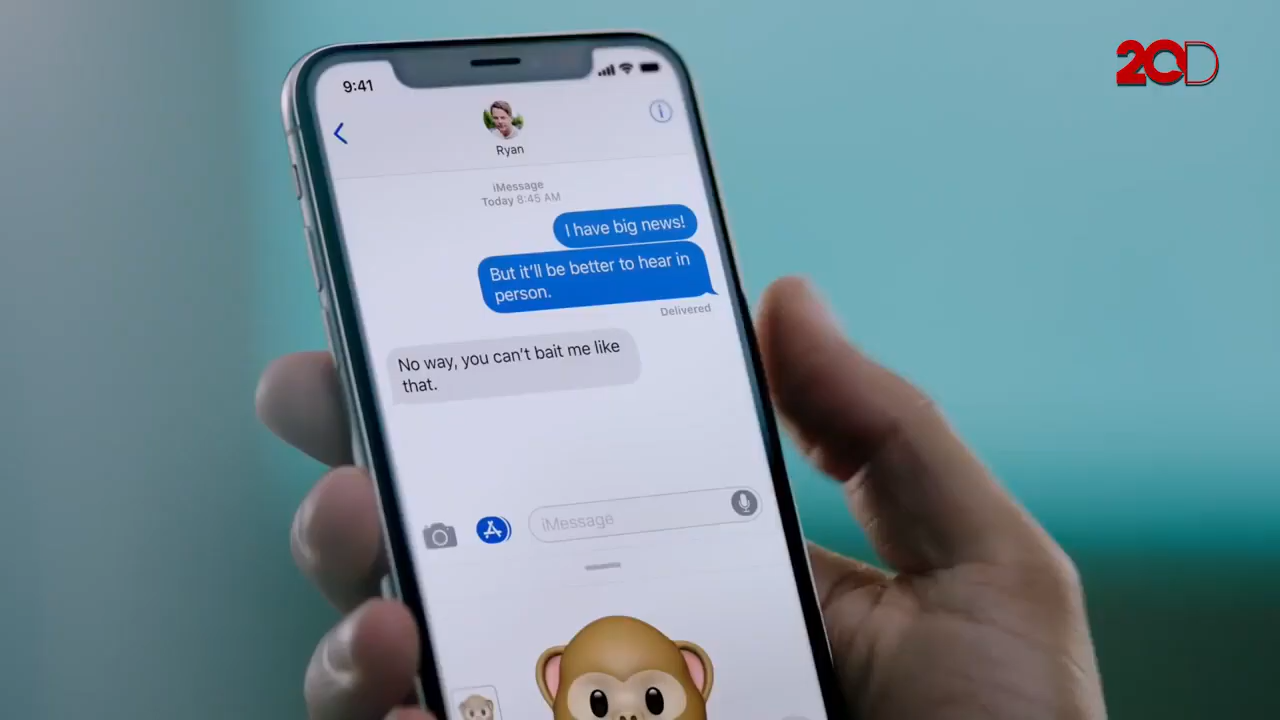 20D
9:41
Ryan
iMessage
Today 8:45 AM
I have big news!
But it'll be better to hear in
person.
Delivered
No way, you can't bait me like
that.
iMessage